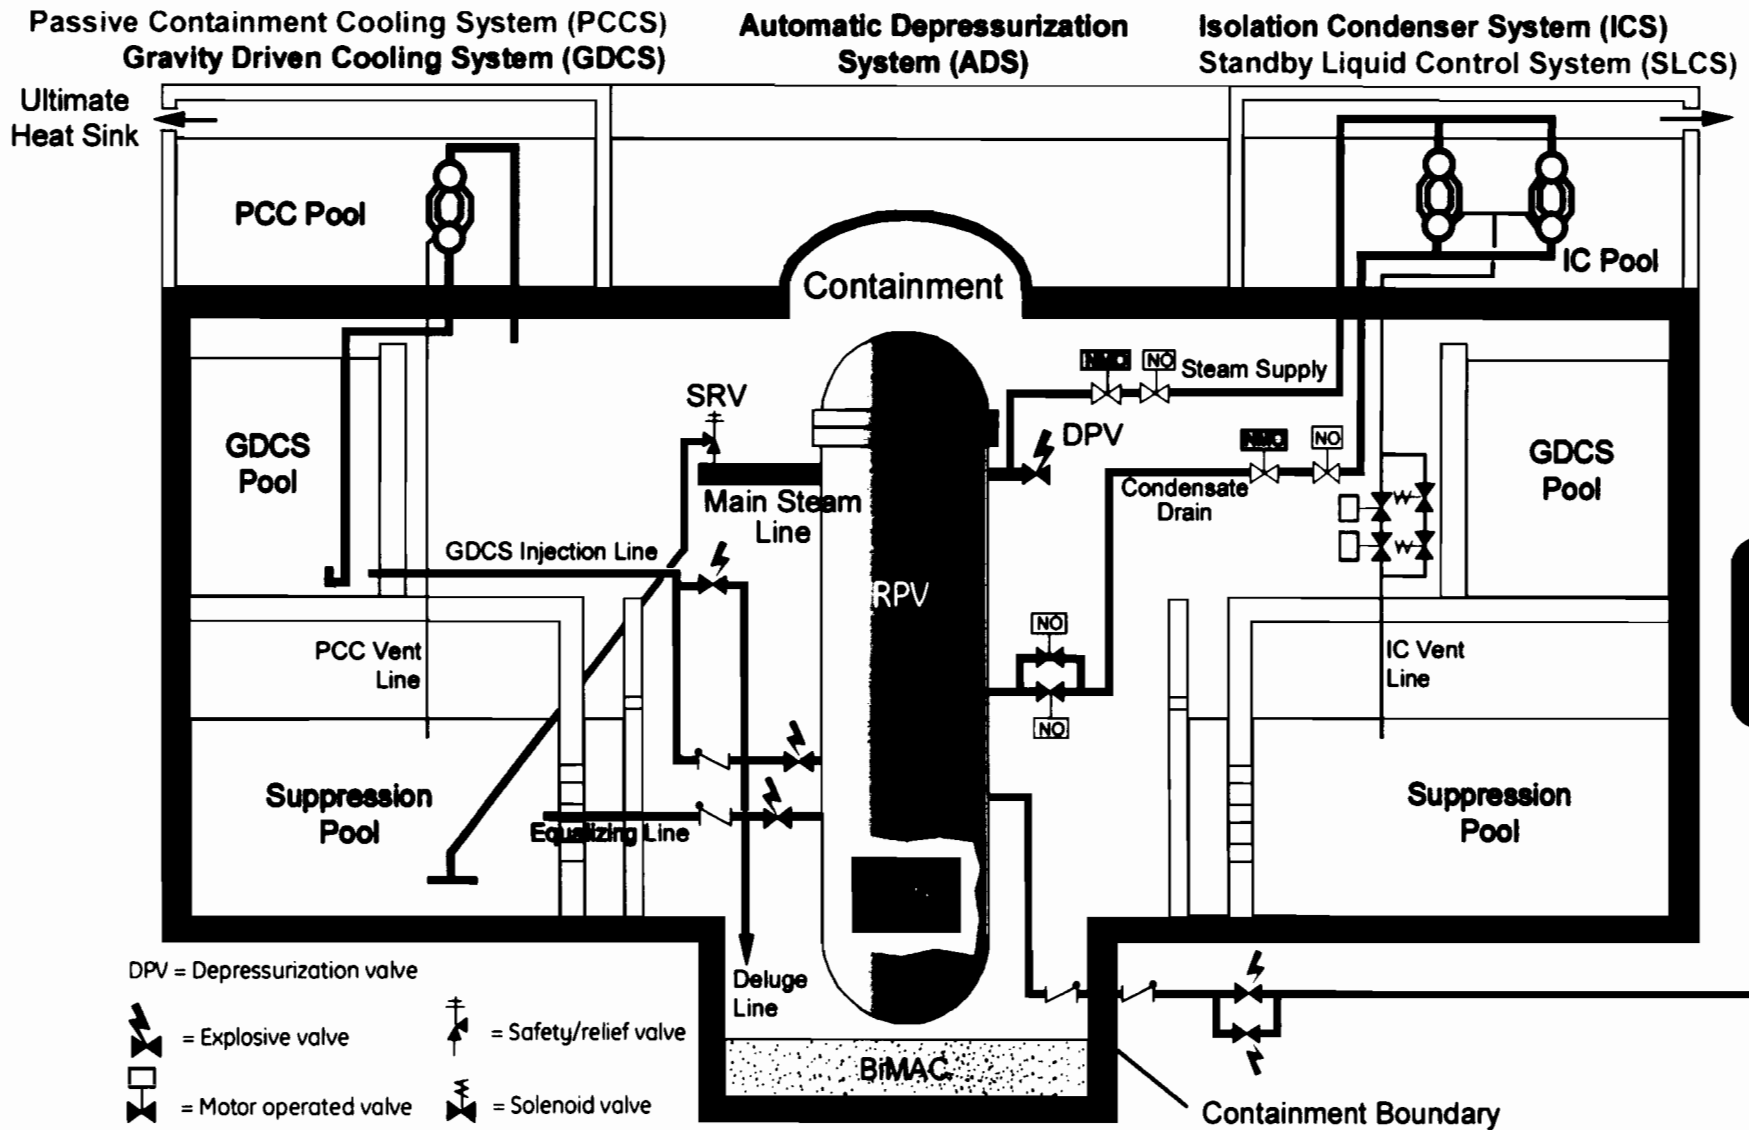 Passive Containment Cooling System (PCCS)
Gravity Driven Cooling System (GDCS)
Automatic Depressurization
System (ADS)
Isolation Condenser System (ICS)
Standby Liquid Control System (SLCS)
Ultimate
Heat Sink
PCC Pool
Containment
IC Pool
NMO
NO
Steam Supply
SRV
DPV
NMO
NO
GDCS
Pool
Main Steam
Line
Condensate
Drain
GDCS
Pool
GDCS Injection Line
RPV
NO
PCC Vent
Line
IC Vent
Line
NO
Suppression
Pool
Equalizing Line
Suppression
Pool
DPV = Depressurization valve
Deluge
Line
= Explosive valve
= Safety/relief valve
BiMAC
= Motor operated valve
= Solenoid valve
Containment Boundary